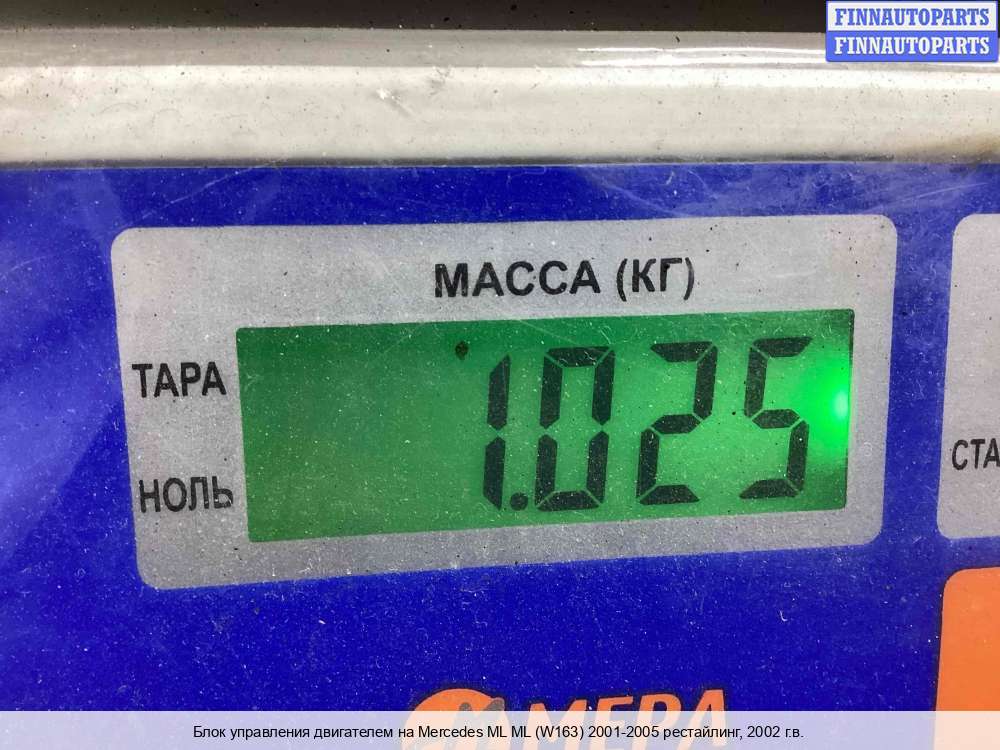 FINNAUTOPARTS
FINNAUTOPARTS
МАССА (КГ)
ТАРА
1.025
НОЛЬ
СТА
МЕРА
Блок управления двигателем на Mercedes ML ML (W163) 2001-2005 рестайлинг, 2002 г.в.